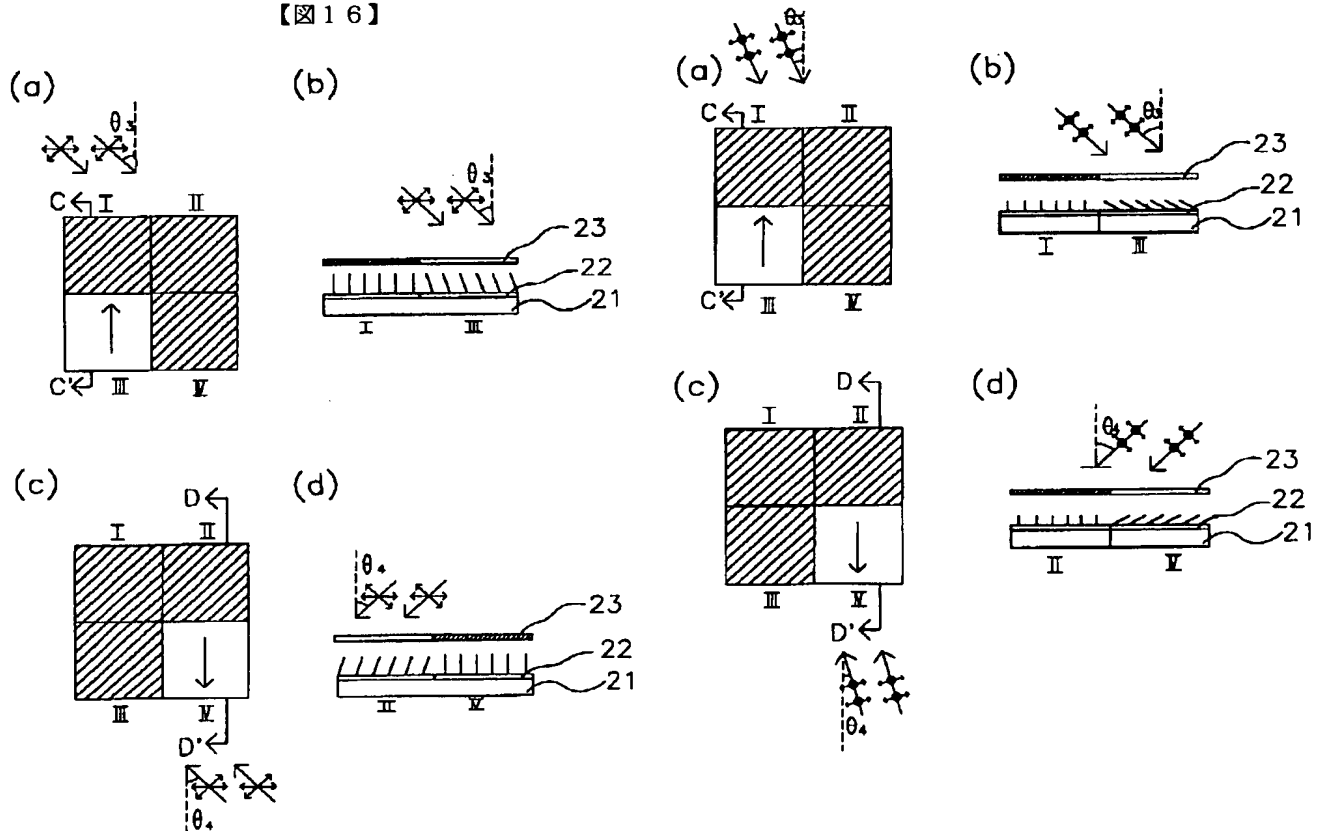 【図16】
(a)
θ₃
C
I
II
C'
III
IV
(b)
θ₃
23
22
21
I
III
(c)
D
I
II
III
IV
D'
θ₄
(d)
θ₄
23
22
21
II
IV
(a)
θ₃
C
I
II
C'
III
IV
(b)
θ₃
23
22
21
I
III
(c)
D
I
II
III
IV
D'
θ₄
(d)
θ₄
23
22
21
II
IV